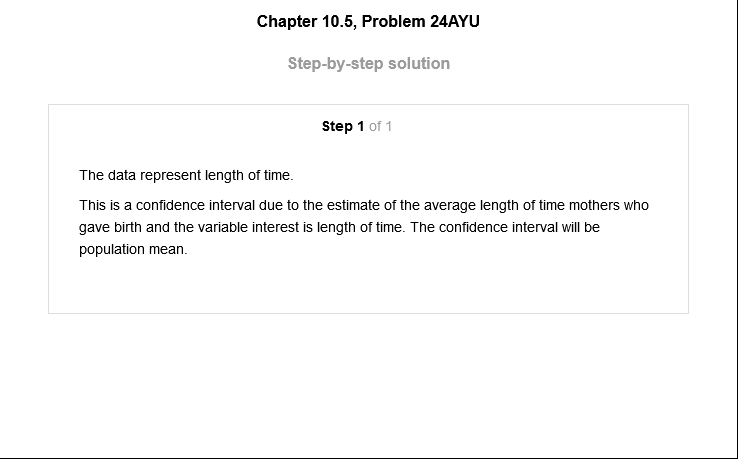 Chapter 10.5, Problem 24AYU
Step-by-step solution
Step 1 of 1
The data represent length of time.
This is a confidence interval due to the estimate of the average length of time mothers who
gave birth and the variable interest is length of time. The confidence interval will be
population mean.